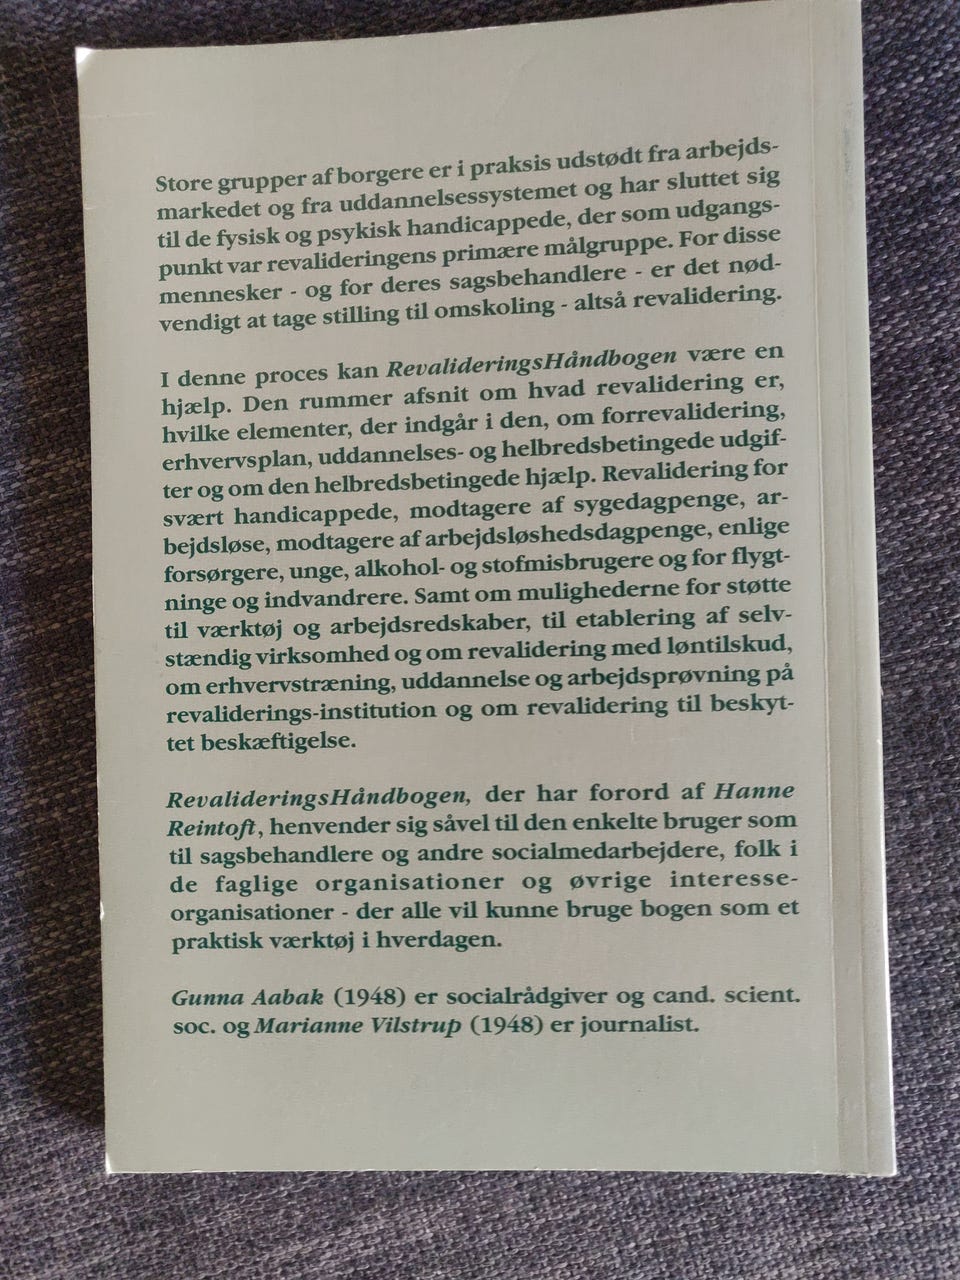 Store grupper af borgere er i praksis udstødt fra arbejds-
markedet og fra uddannelsessystemet og har sluttet sig
til de fysisk og psykisk handicappede, der som udgangs-
punkt var revalideringens primære målgruppe. For disse
mennesker - og for deres sagsbehandlere - er det nød-
vendigt at tage stilling til omskoling - altså revalidering.
I denne proces kan RevalideringsHåndbogen være en
hjælp. Den rummer afsnit om hvad revalidering er,
hvilke elementer, der indgår i den, om forrevalidering,
erhvervsplan, uddannelses- og helbredsbetingede udgif-
ter og om den helbredsbetingede hjælp. Revalidering for
svært handicappede, modtagere af sygedagpenge, ar-
bejdsløse, modtagere af arbejdsløshedsdagpenge, enlige
forsørgere, unge, alkohol- og stofmisbrugere og for flygt-
ninge og indvandrere. Samt om mulighederne for støtte
til værktøj og arbejdsredskaber, til etablering af selv-
stændig virksomhed og om revalidering med løntilskud,
om erhvervstræning, uddannelse og arbejdsprøvning på
revaliderings-institution og om revalidering til beskyt-
tet beskæftigelse.
RevalideringsHåndbogen, der har forord af Hanne
Reintoft, henvender sig såvel til den enkelte bruger som
til sagsbehandlere og andre socialmedarbejdere, folk i
de faglige organisationer og øvrige interesse-
organisationer - der alle vil kunne bruge bogen som et
praktisk værktøj i hverdagen.
Gunna Aabak (1948) er socialrådgiver og cand. scient.
soc. og Marianne Vilstrup (1948) er journalist.